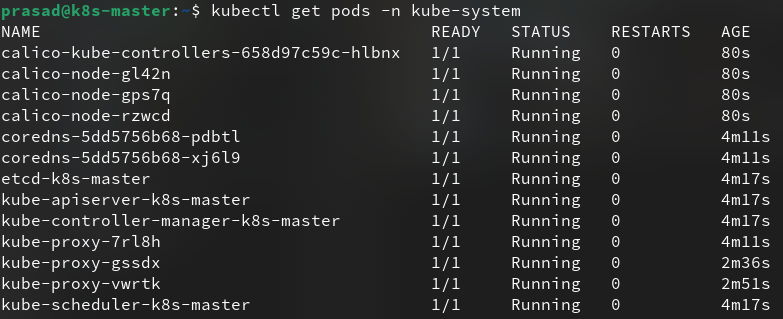 prasad@k8s-master:~$ kubectl get pods -n kube-system
NAME READY STATUS RESTARTS AGE
calico-kube-controllers-658d97c59c-hlbnx 1/1 Running 0 80s
calico-node-gl42n 1/1 Running 0 80s
calico-node-gps7q 1/1 Running 0 80s
calico-node-rzwcd 1/1 Running 0 80s
coredns-5dd5756b68-pdbtl 1/1 Running 0 4m11s
coredns-5dd5756b68-xj6l9 1/1 Running 0 4m11s
etcd-k8s-master 1/1 Running 0 4m17s
kube-apiserver-k8s-master 1/1 Running 0 4m17s
kube-controller-manager-k8s-master 1/1 Running 0 4m17s
kube-proxy-7rl8h 1/1 Running 0 4m11s
kube-proxy-gssdx 1/1 Running 0 2m36s
kube-proxy-vwrtk 1/1 Running 0 2m51s
kube-scheduler-k8s-master 1/1 Running 0 4m17s